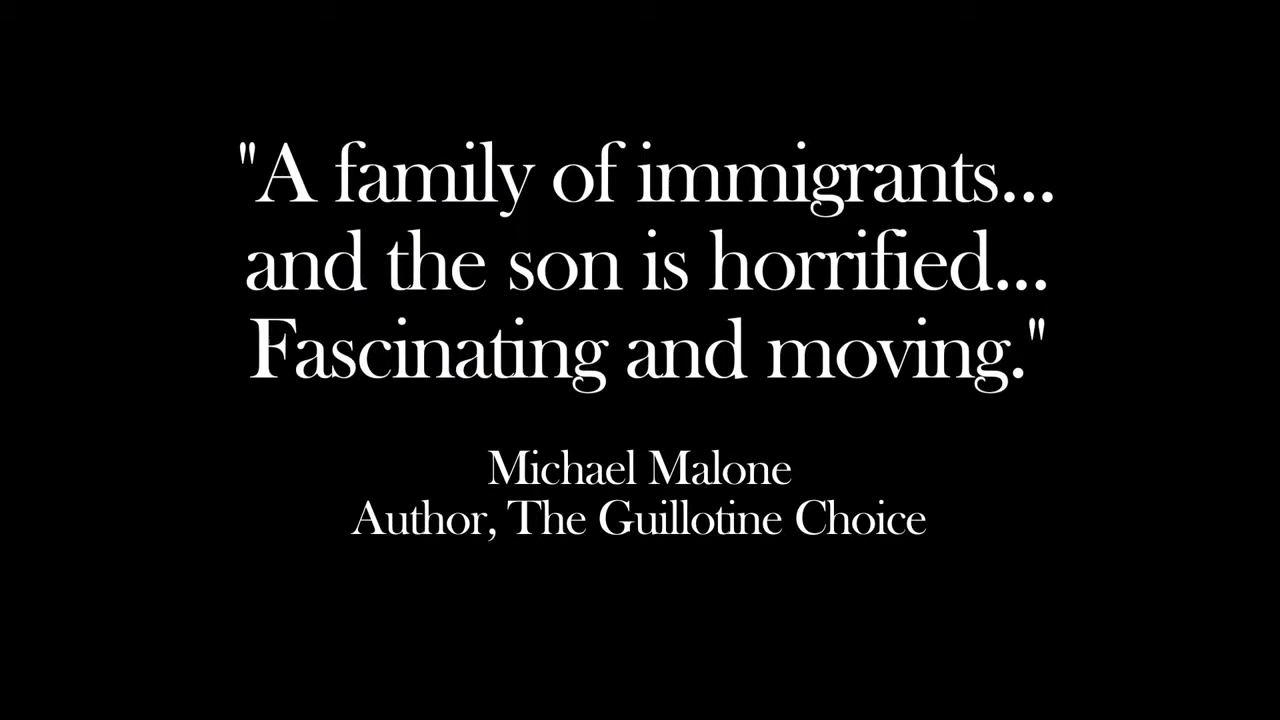 "A family of immigrants...
and the son is horrified...
Fascinating and moving."
Michael Malone
Author, The Guillotine Choice